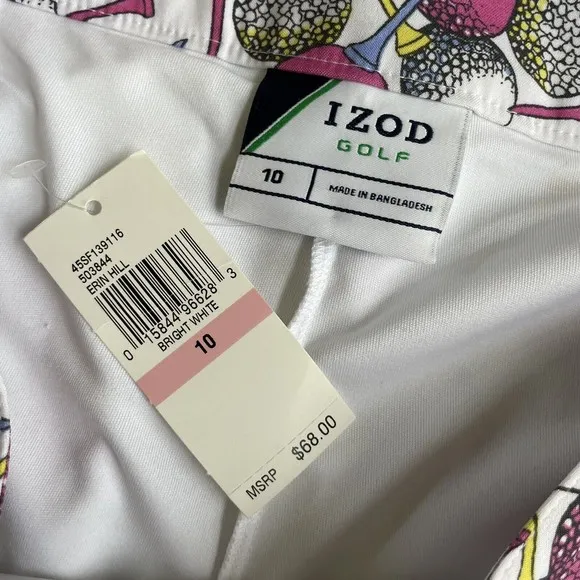 IZOD
GOLF
10
MADE IN BANGLADESH
45SF139116
503844
ERIN HILL
0 15844 96628 3
BRIGHT WHITE
10
MSRP $68.00